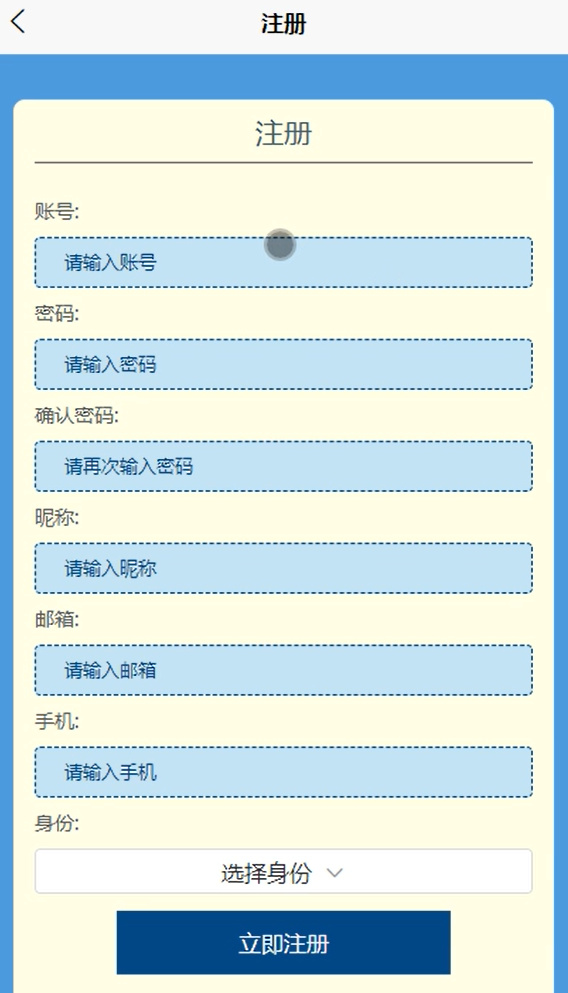 注册
注册
账号:
请输入账号
密码:
请输入密码
确认密码:
请再次输入密码
昵称:
请输入昵称
邮箱:
请输入邮箱
手机:
请输入手机
身份:
选择身份
立即注册